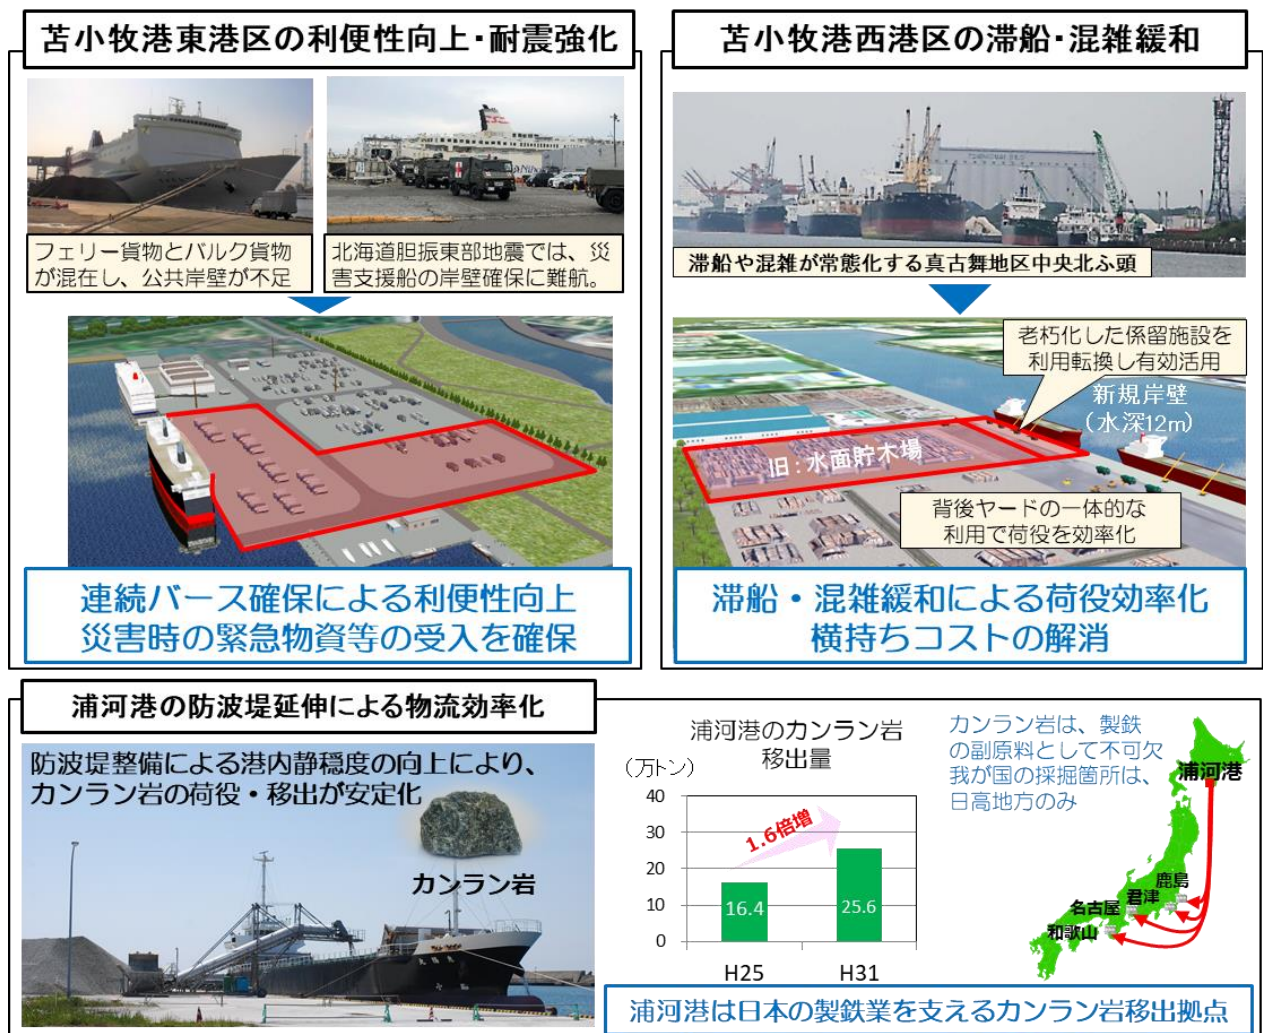 苫小牧港東港区の利便性向上・耐震強化
フェリー貨物とバルク貨物
が混在し、公共岸壁が不足
北海道胆振東部地震では、災
害支援船の岸壁確保に難航。
連続バース確保による利便性向上
災害時の緊急物資等の受入を確保
苫小牧港西港区の滞船・混雑緩和
滞船や混雑が常態化する真古舞地区中央北ふ頭
老朽化した係留施設を
利用転換し有効活用
新規岸壁
(水深12m)
旧:水面貯木場
背後ヤードの一体的な
利用で荷役を効率化
滞船・混雑緩和による荷役効率化
横持ちコストの解消
浦河港の防波堤延伸による物流効率化
防波堤整備による港内静穏度の向上により、
カンラン岩の荷役・移出が安定化
カンラン岩
浦河港のカンラン岩
移出量
(万トン)
40
30
20
10
0
1.6倍増
16.4
25.6
H25
H31
カンラン岩は、製鉄
の副原料として不可欠
我が国の採掘箇所は、
日高地方のみ
浦河港
鹿島
君津
名古屋
和歌山
浦河港は日本の製鉄業を支えるカンラン岩移出拠点